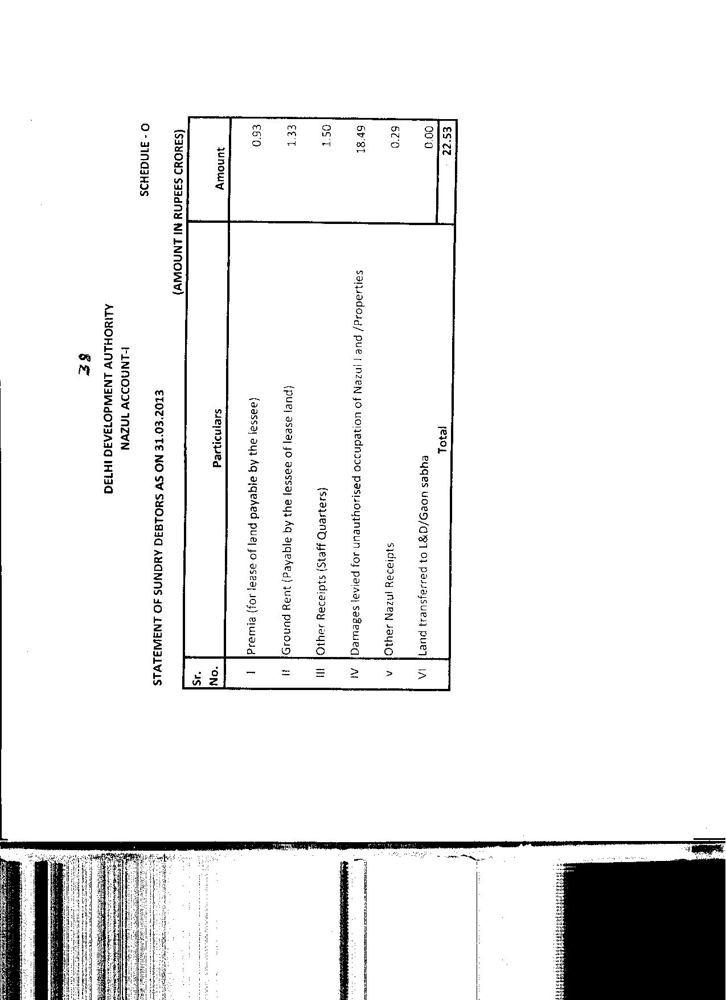 38
DELHI DEVELOPMENT AUTHORITY
NAZUL ACCOUNT-I
SCHEDULE - O
STATEMENT OF SUNDRY DEBTORS AS ON 31.03.2013
(AMOUNT IN RUPEES CRORES)
Sr. No. Particulars Amount
I Premia (for lease of land payable by the lessee) 0.93
II Ground Rent (Payable by the lessee of lease land) 1.33
III Other Receipts (Staff Quarters) 1.50
IV Damages levied for unauthorised occupation of Nazul Land /Properties 18.49
V Other Nazul Receipts 0.29
VI Land transferred to L&D/Gaon sabha 0.00
Total 22.53